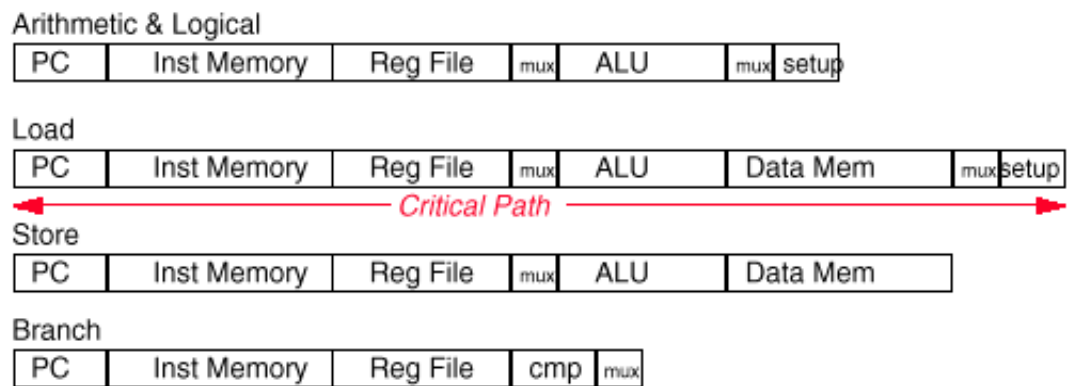 Arithmetic & Logical
PC Inst Memory Reg File mux ALU mux setup
Load
PC Inst Memory Reg File mux ALU Data Mem mux setup
Critical Path
Store
PC Inst Memory Reg File mux ALU Data Mem
Branch
PC Inst Memory Reg File cmp mux